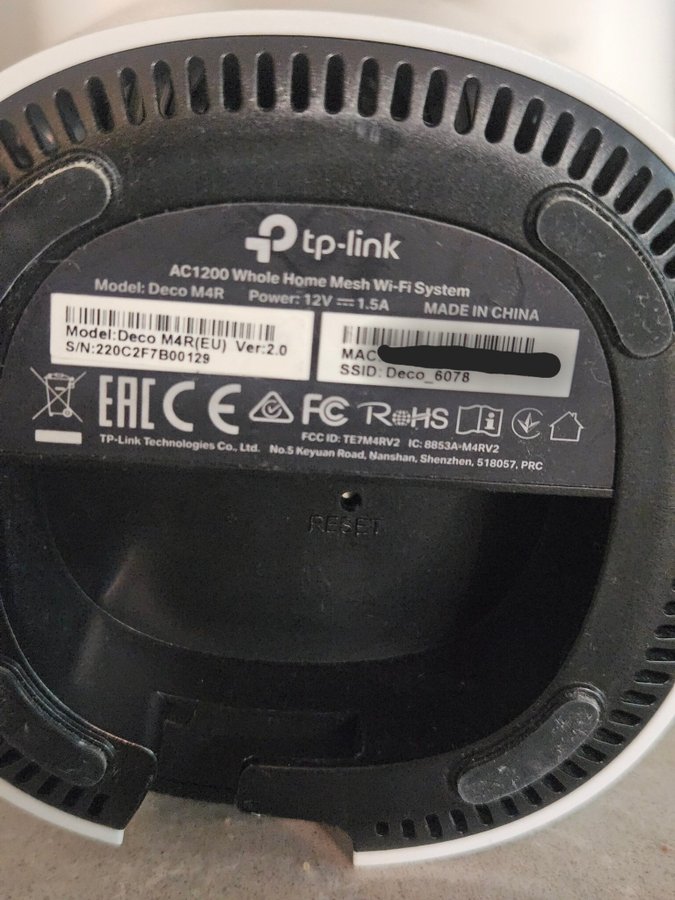 tp-link
AC1200 Whole Home Mesh Wi-Fi System
Model: Deco M4R Power: 12V⎓1.5A MADE IN CHINA
Model:Deco M4R(EU) Ver:2.0
S/N:220C2F7B00129
MAC
SSID: Deco_6078
EAC CE FC RoHS
FCC ID: TE7M4RV2 IC: 8853A-M4RV2
TP-Link Technologies Co., Ltd. No.5 Keyuan Road, Nanshan, Shenzhen, 518057, PRC
RESET